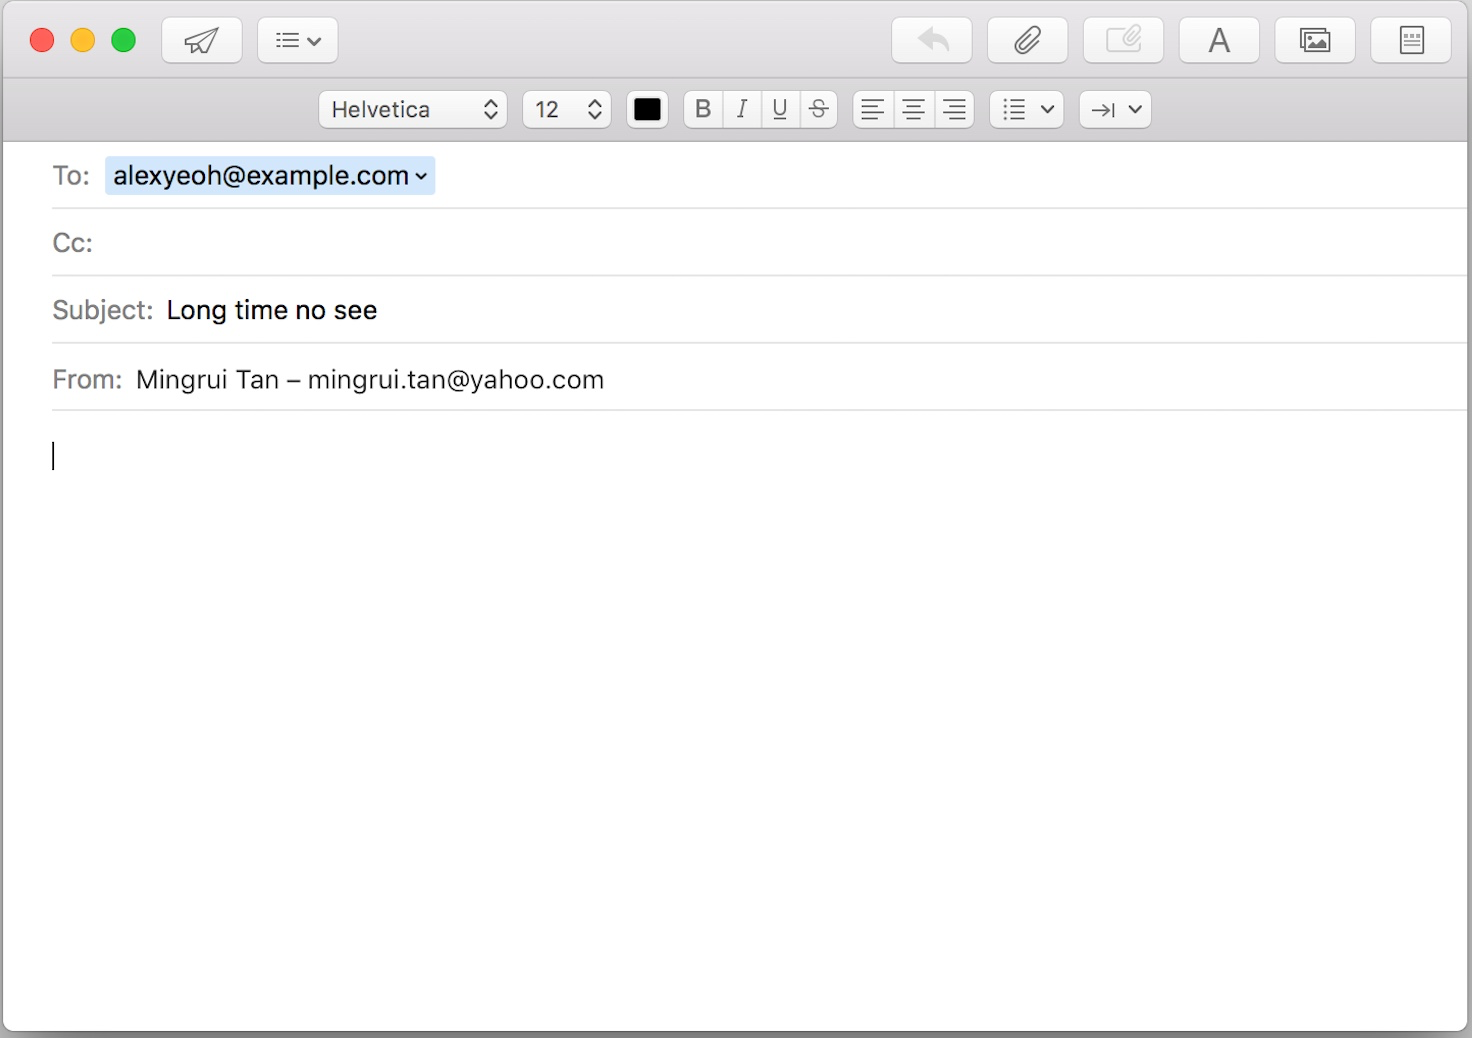 Helvetica 12 B I U S
To: alexyeoh@example.com
Cc:
Subject: Long time no see
From: Mingrui Tan – mingrui.tan@yahoo.com